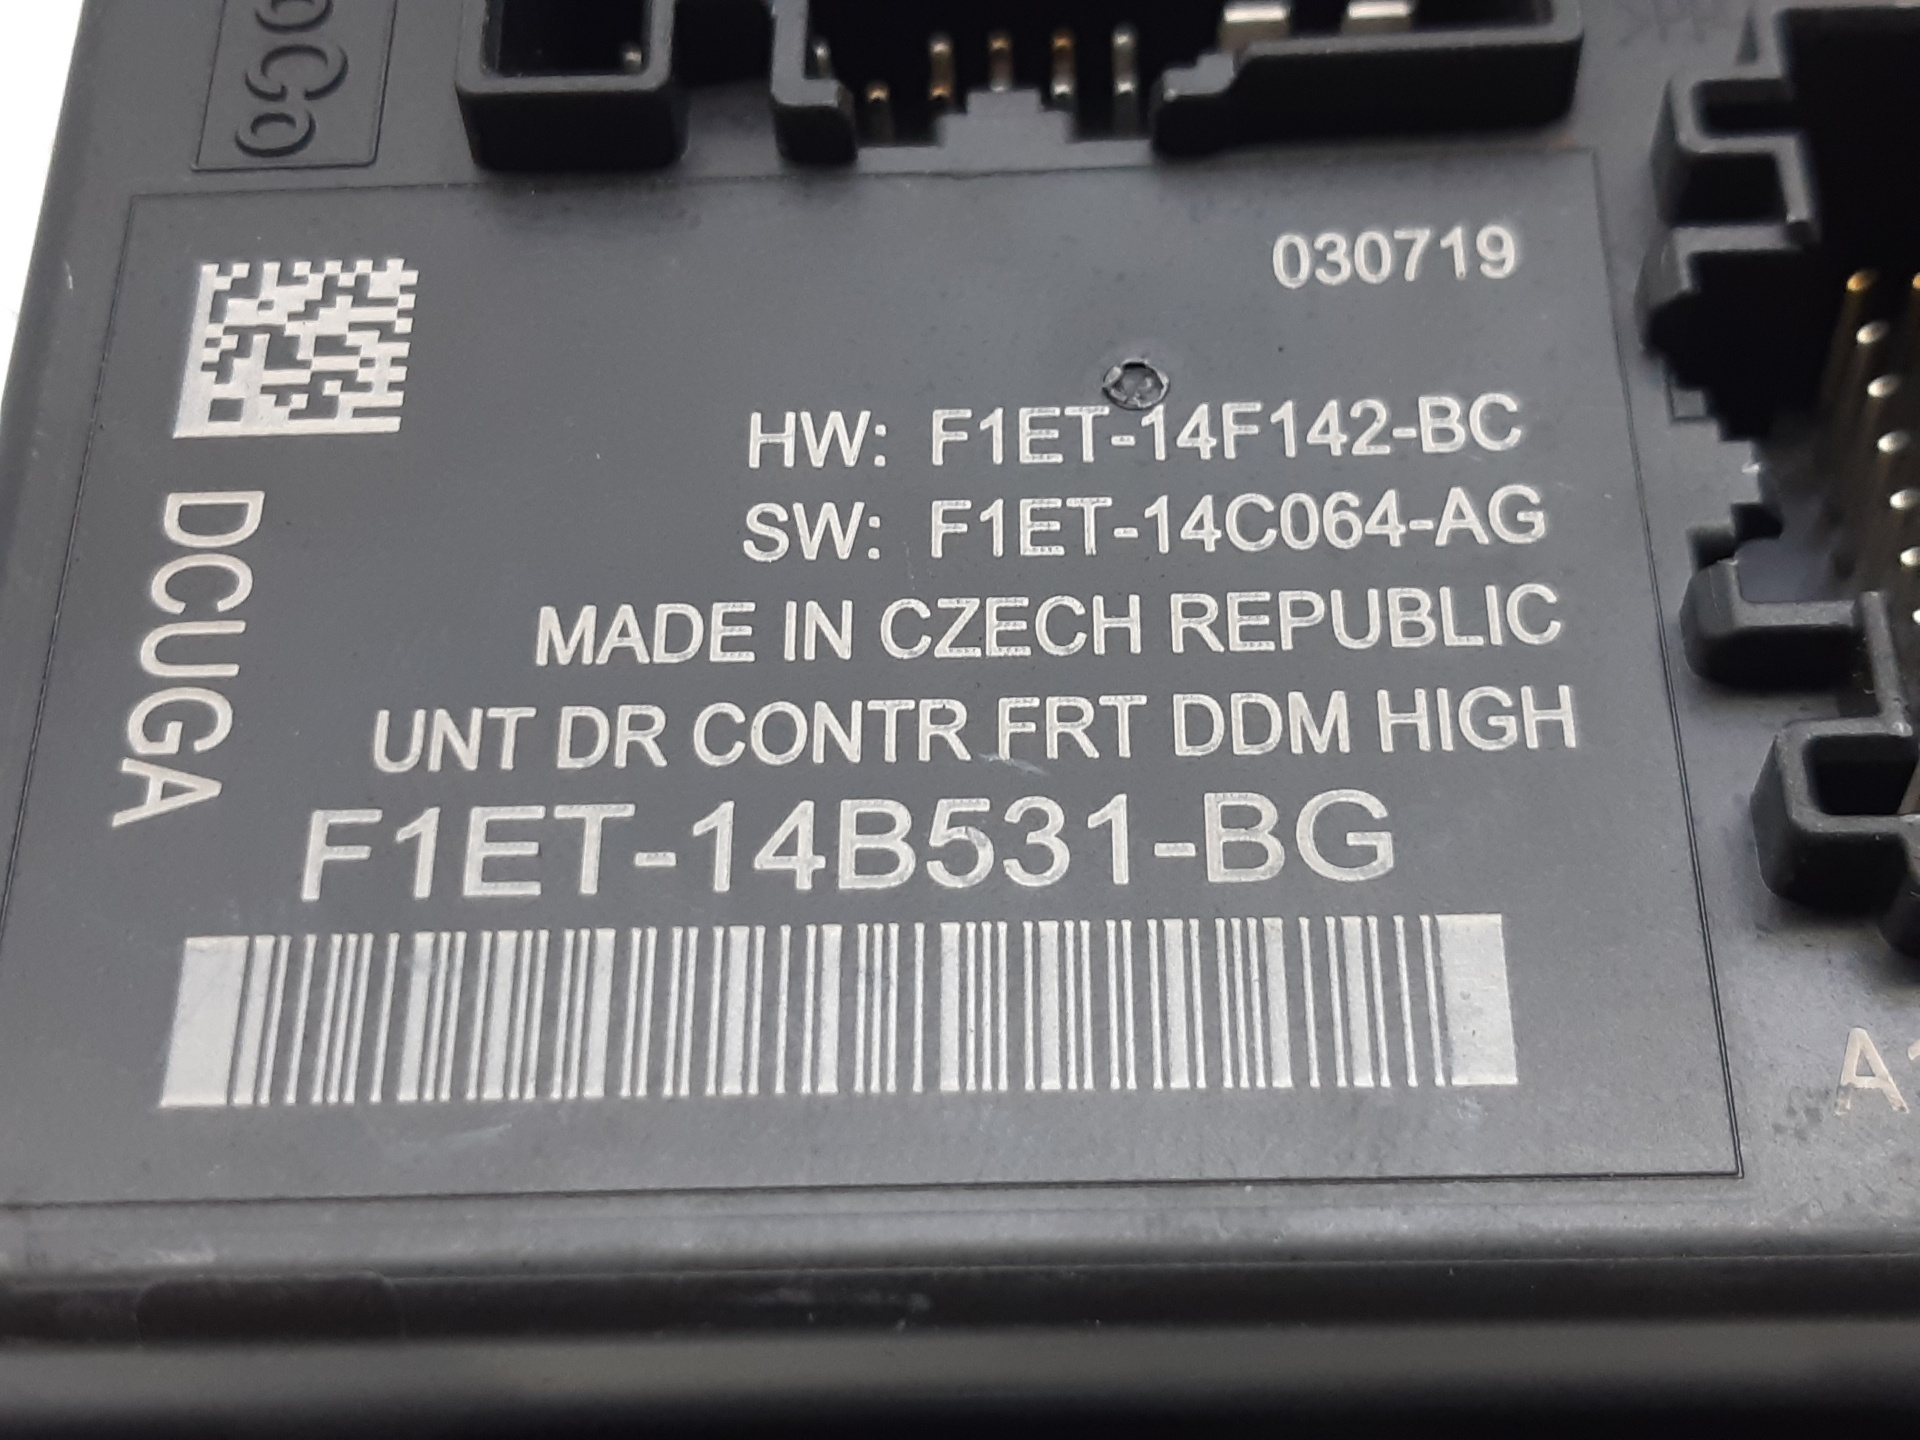 030719
HW: F1ET-14F142-BC
SW: F1ET-14C064-AG
MADE IN CZECH REPUBLIC
UNT DR CONTR FRT DDM HIGH
F1ET-14B531-BG
DCUGA